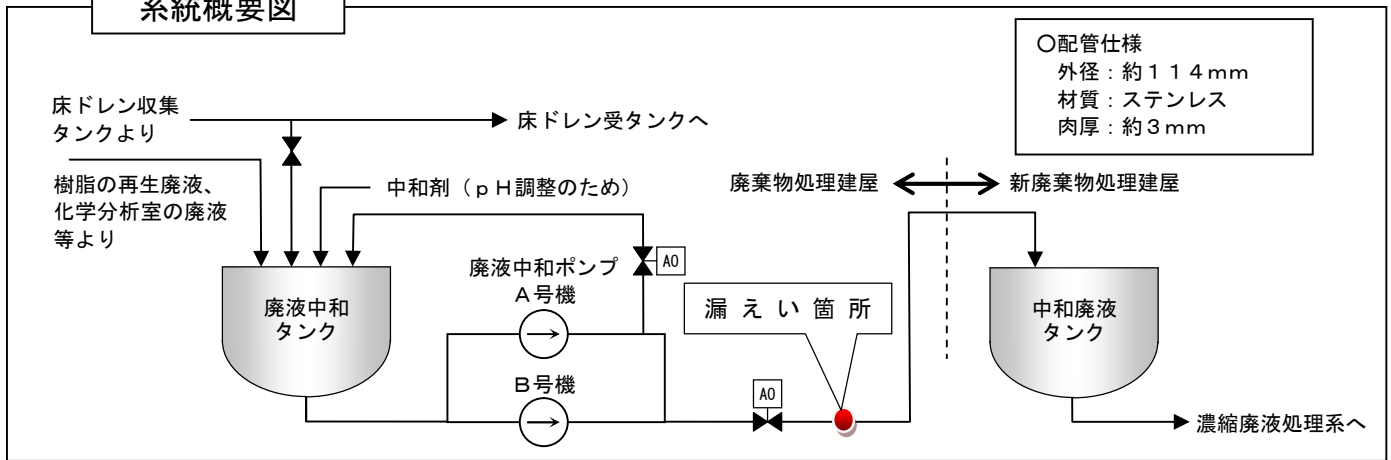 系統概要図
○配管仕様
外径：約１１４ｍｍ
材質：ステンレス
肉厚：約３ｍｍ
床ドレン収集
タンクより
床ドレン受タンクへ
樹脂の再生廃液、
化学分析室の廃液
等より
中和剤（ｐＨ調整のため）
廃棄物処理建屋
新廃棄物処理建屋
廃液中和ポンプ
Ａ号機
AO
漏えい箇所
廃液中和
タンク
中和廃液
タンク
Ｂ号機
AO
濃縮廃液処理系へ